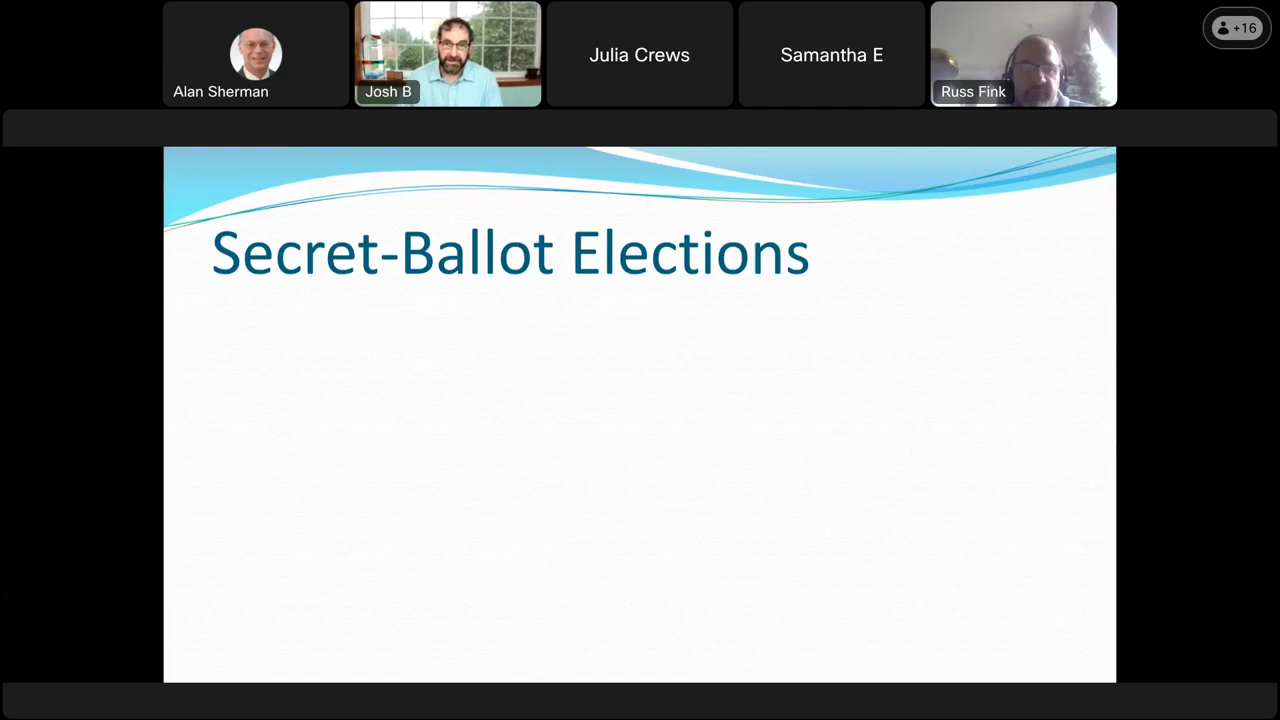 Alan Sherman
Josh B
Julia Crews
Samantha E
Russ Fink
+16
Secret-Ballot Elections